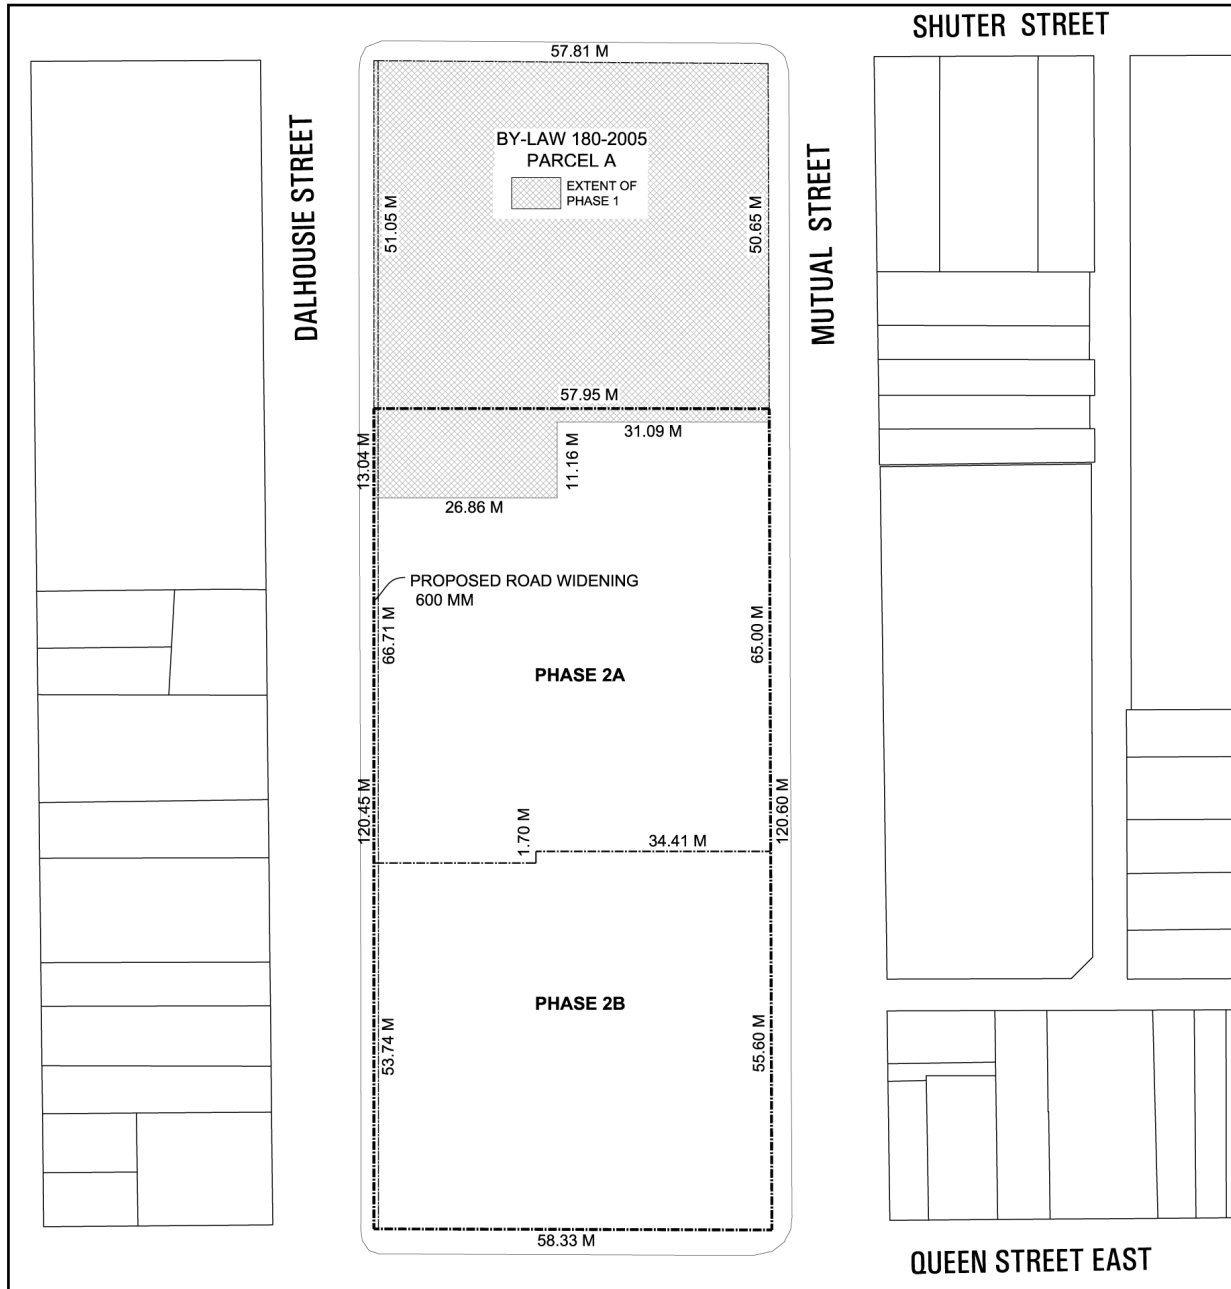 SHUTER STREET
57.81 M
DALHOUSIE STREET
BY-LAW 180-2005
PARCEL A
EXTENT OF
PHASE 1
51.05 M
50.65 M
MUTUAL STREET
57.95 M
13.04 M
11.16 M
31.09 M
26.86 M
PROPOSED ROAD WIDENING
600 MM
66.71 M
65.00 M
PHASE 2A
120.45 M
1.70 M
34.41 M
120.60 M
PHASE 2B
53.74 M
55.60 M
58.33 M
QUEEN STREET EAST